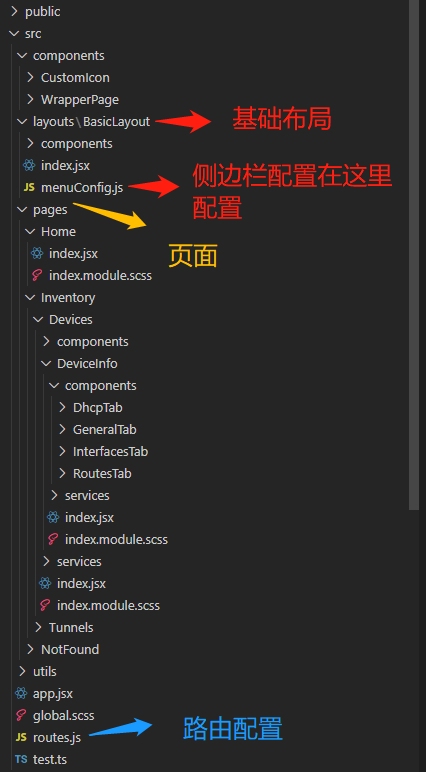 public
src
components
CustomIcon
WrapperPage
layouts\BasicLayout
基础布局
components
index.jsx
侧边栏配置在这里
JS menuConfig.js
配置
pages
Home
页面
index.jsx
index.module.scss
Inventory
Devices
components
DeviceInfo
components
DhcpTab
GeneralTab
InterfacesTab
RoutesTab
services
index.jsx
index.module.scss
services
index.jsx
index.module.scss
Tunnels
NotFound
utils
app.jsx
global.scss
路由配置
JS routes.js
TS test.ts